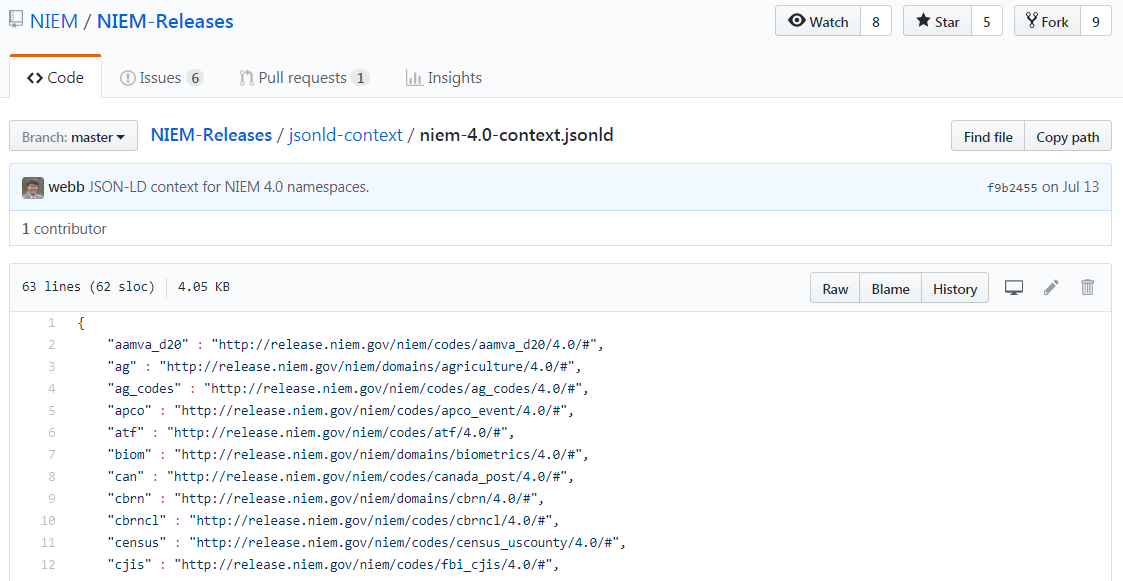 NIEM / NIEM-Releases
Watch 8 Star 5 Fork 9
Code Issues 6 Pull requests 1 Insights
Branch: master NIEM-Releases / jsonld-context / niem-4.0-context.jsonld Find file Copy path
webb JSON-LD context for NIEM 4.0 namespaces. f9b2455 on Jul 13
1 contributor
63 lines (62 sloc) 4.05 KB Raw Blame History
1 {
2 "aamva_d20" : "http://release.niem.gov/niem/codes/aamva_d20/4.0/#",
3 "ag" : "http://release.niem.gov/niem/domains/agriculture/4.0/#",
4 "ag_codes" : "http://release.niem.gov/niem/codes/ag_codes/4.0/#",
5 "apco" : "http://release.niem.gov/niem/codes/apco_event/4.0/#",
6 "atf" : "http://release.niem.gov/niem/codes/atf/4.0/#",
7 "biom" : "http://release.niem.gov/niem/domains/biometrics/4.0/#",
8 "can" : "http://release.niem.gov/niem/codes/canada_post/4.0/#",
9 "cbrn" : "http://release.niem.gov/niem/domains/cbrn/4.0/#",
10 "cbrncl" : "http://release.niem.gov/niem/codes/cbrncl/4.0/#",
11 "census" : "http://release.niem.gov/niem/codes/census_uscounty/4.0/#",
12 "cjis" : "http://release.niem.gov/niem/codes/fbi_cjis/4.0/#",